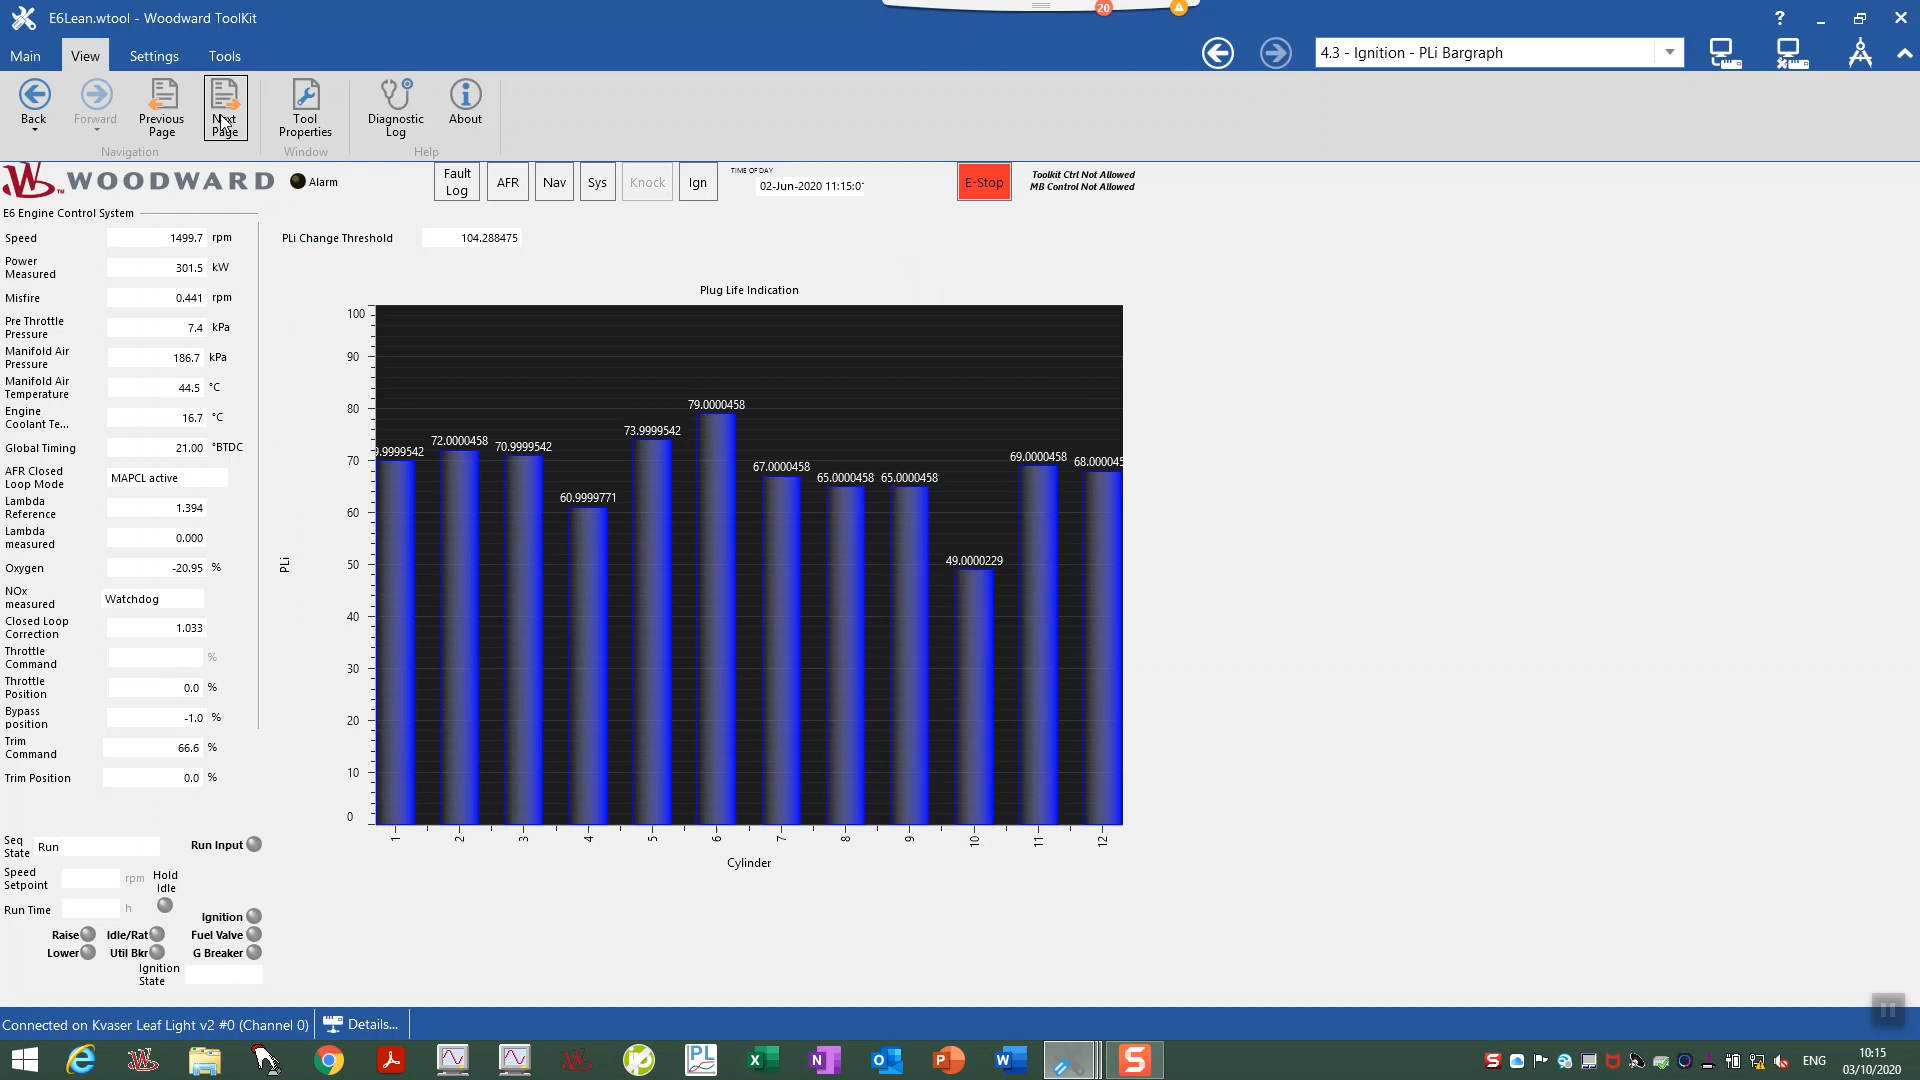 E6Lean.wtool - Woodward ToolKit
20
?
Main
View
Settings
Tools
4.3 - Ignition - PLi Bargraph
Back
Forward
Previous
Page
Next
Page
Tool
Properties
Diagnostic
Log
About
Navigation
Window
Help
WOODWARD
TM
Alarm
Fault
Log
AFR
Nav
Sys
Knock
Ign
TIME OF DAY
02-Jun-2020 11:15:0
E-Stop
Toolkit Ctrl Not Allowed
MB Control Not Allowed
E6 Engine Control System
Speed 1499.7 rpm
Power
Measured 301.5 kW
Misfire 0.441 rpm
Pre Throttle
Pressure 7.4 kPa
Manifold Air
Pressure 186.7 kPa
Manifold Air
Temperature 44.5 °C
Engine
Coolant Te... 16.7 °C
Global Timing 21.00 °BTDC
AFR Closed
Loop Mode MAPCL active
Lambda
Reference 1.394
Lambda
measured 0.000
Oxygen -20.95 %
NOx
measured Watchdog
Closed Loop
Correction 1.033
Throttle
Command %
Throttle
Position 0.0 %
Bypass
position -1.0 %
Trim
Command 66.6 %
Trim Position 0.0 %
Seq
State Run
Run Input
Speed
Setpoint rpm
Hold
Idle
Run Time h
Ignition
Raise Idle/Rat Fuel Valve
Lower Util Bkr G Breaker
Ignition
State
PLi Change Threshold 104.288475
Plug Life Indication
100
90
80
70
60
50
40
30
20
10
0
PLi
9.9999542
72.0000458
70.9999542
60.9999771
73.9999542
79.0000458
67.0000458
65.0000458
65.0000458
49.0000229
69.0000458
68.000045
1 2 3 4 5 6 7 8 9 10 11 12
Cylinder
Connected on Kvaser Leaf Light v2 #0 (Channel 0)
Details...
PL
X
N
O
P
W
S
S
ENG
10:15
03/10/2020